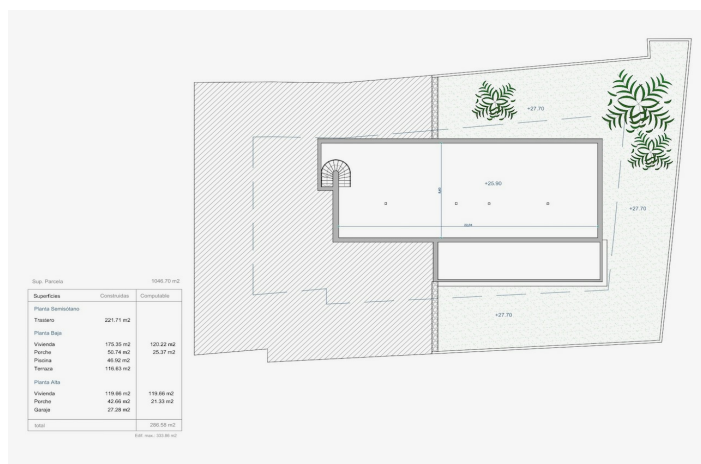 +27.70
+25.90
+27.70
+27.70
Sup. Parcela 1046,70 m2
Superficies Construidas Computable
Planta Semisótano
Trastero 221.71 m2
Planta Baja
Vivienda 175.35 m2 120.22 m2
Porche 50.74 m2 25.37 m2
Piscina 46.92 m2
Terraza 116.63 m2
Planta Alta
Vivienda 119.66 m2 119.66 m2
Porche 42.66 m2 21.33 m2
Garaje 27.28 m2
total 286.58 m2
Edif. max.: m2